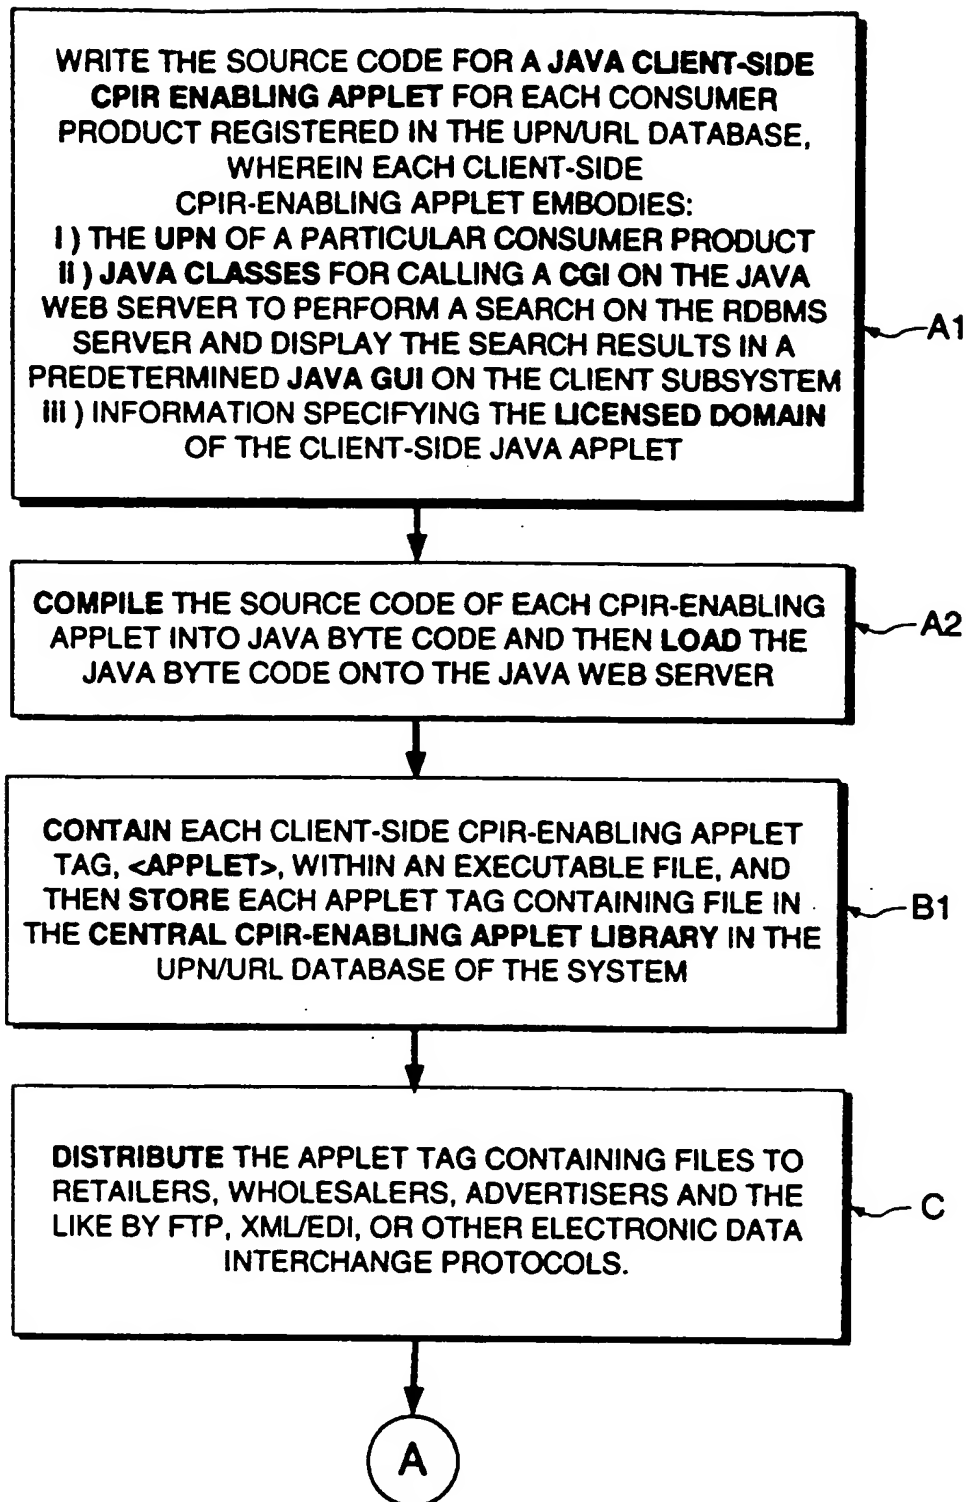 WRITE THE SOURCE CODE FOR A JAVA CLIENT-SIDE
CPIR ENABLING APPLET FOR EACH CONSUMER
PRODUCT REGISTERED IN THE UPN/URL DATABASE,
WHEREIN EACH CLIENT-SIDE
CPIR-ENABLING APPLET EMBODIES:
I ) THE UPN OF A PARTICULAR CONSUMER PRODUCT
II ) JAVA CLASSES FOR CALLING A CGI ON THE JAVA
WEB SERVER TO PERFORM A SEARCH ON THE RDBMS
SERVER AND DISPLAY THE SEARCH RESULTS IN A
PREDETERMINED JAVA GUI ON THE CLIENT SUBSYSTEM
III ) INFORMATION SPECIFYING THE LICENSED DOMAIN
OF THE CLIENT-SIDE JAVA APPLET
A1
COMPILE THE SOURCE CODE OF EACH CPIR-ENABLING
APPLET INTO JAVA BYTE CODE AND THEN LOAD THE
JAVA BYTE CODE ONTO THE JAVA WEB SERVER
A2
CONTAIN EACH CLIENT-SIDE CPIR-ENABLING APPLET
TAG, <APPLET>, WITHIN AN EXECUTABLE FILE, AND
THEN STORE EACH APPLET TAG CONTAINING FILE IN
THE CENTRAL CPIR-ENABLING APPLET LIBRARY IN THE
UPN/URL DATABASE OF THE SYSTEM
B1
DISTRIBUTE THE APPLET TAG CONTAINING FILES TO
RETAILERS, WHOLESALERS, ADVERTISERS AND THE
LIKE BY FTP, XML/EDI, OR OTHER ELECTRONIC DATA
INTERCHANGE PROTOCOLS.
C
A